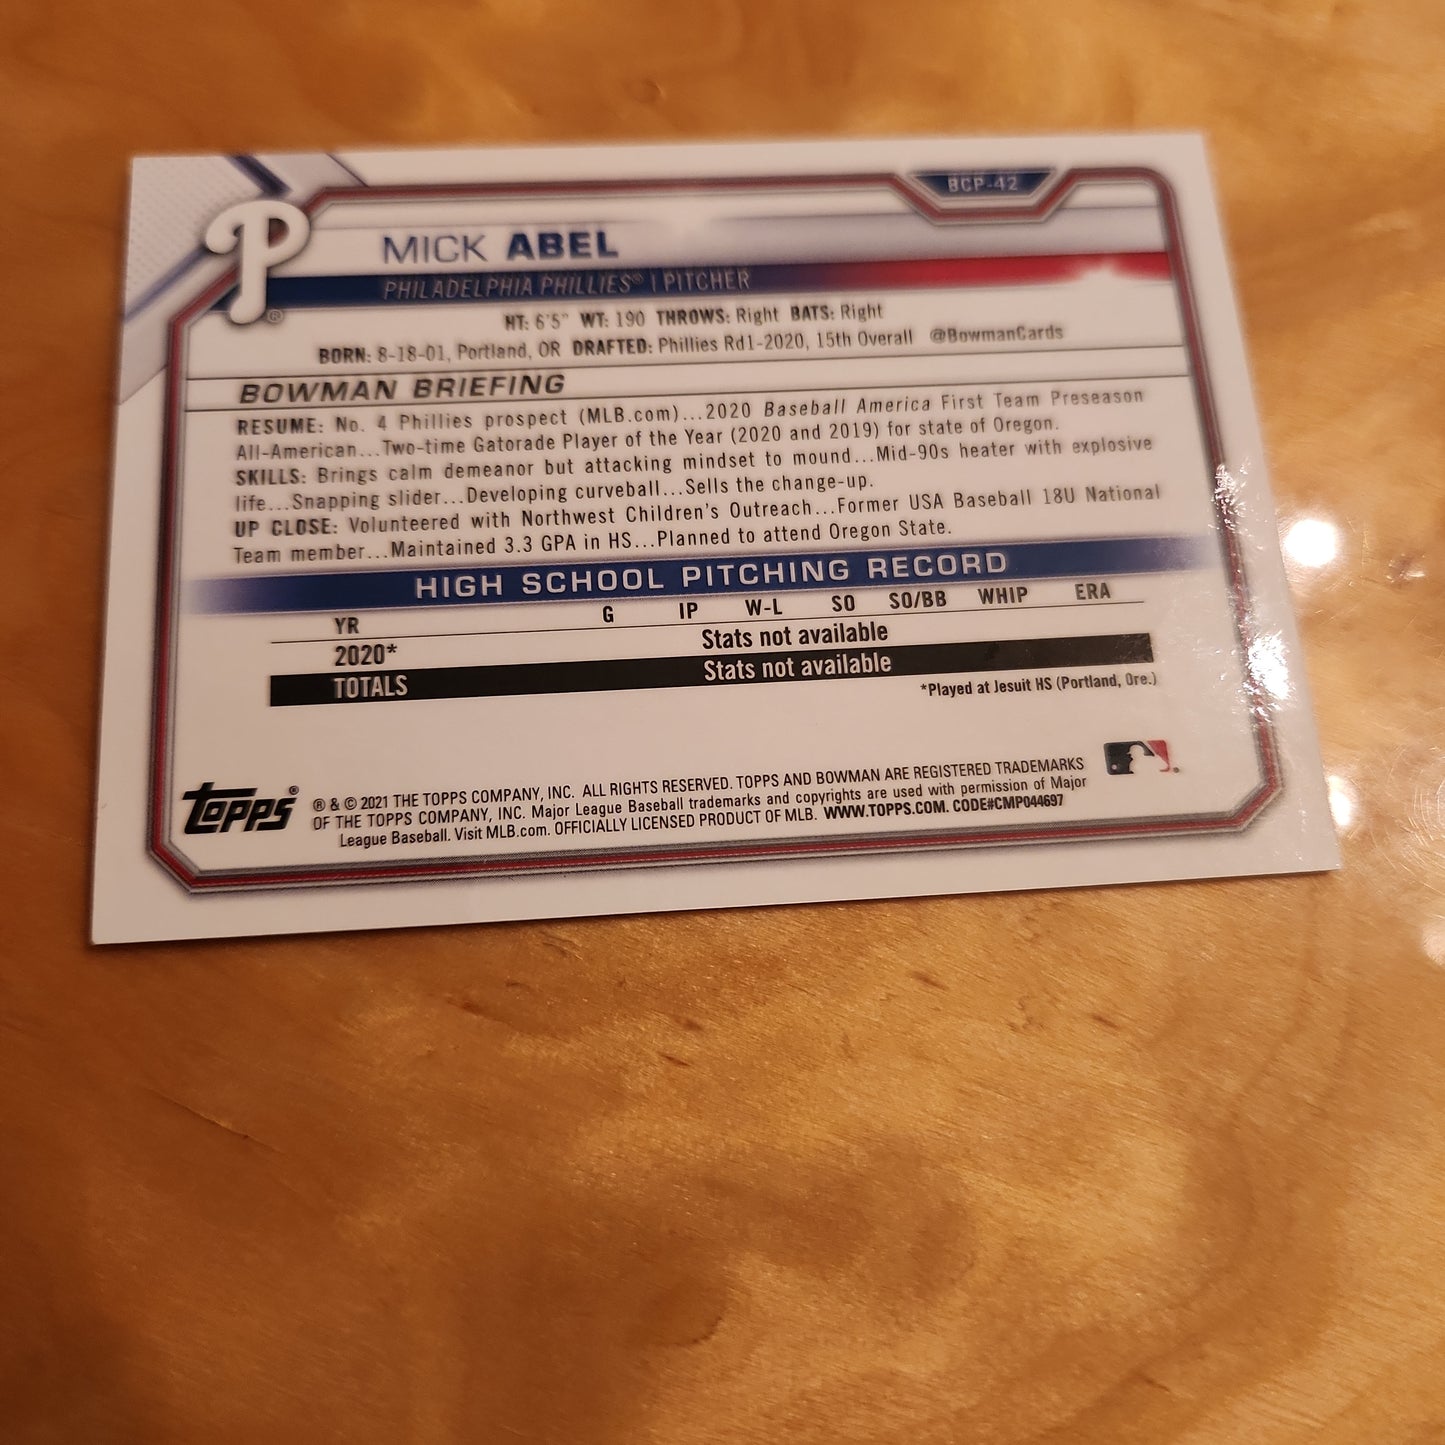 BCP-42
P®
MICK ABEL
PHILADELPHIA PHILLIES® | PITCHER
HT: 6'5" WT: 190 THROWS: Right BATS: Right
BORN: 8-18-01, Portland, OR DRAFTED: Phillies Rd1-2020, 15th Overall @BowmanCards
BOWMAN BRIEFING
RESUME: No. 4 Phillies prospect (MLB.com)...2020 Baseball America First Team Preseason
All-American...Two-time Gatorade Player of the Year (2020 and 2019) for state of Oregon.
SKILLS: Brings calm demeanor but attacking mindset to mound...Mid-90s heater with explosive
life...Snapping slider...Developing curveball...Sells the change-up.
UP CLOSE: Volunteered with Northwest Children's Outreach...Former USA Baseball 18U National
Team member...Maintained 3.3 GPA in HS...Planned to attend Oregon State.
HIGH SCHOOL PITCHING RECORD
YR G IP W-L SO SO/BB WHIP ERA
2020* Stats not available
TOTALS Stats not available
*Played at Jesuit HS (Portland, Ore.)
Topps®
® & © 2021 THE TOPPS COMPANY, INC. ALL RIGHTS RESERVED. TOPPS AND BOWMAN ARE REGISTERED TRADEMARKS
OF THE TOPPS COMPANY, INC. Major League Baseball trademarks and copyrights are used with permission of Major
League Baseball. Visit MLB.com. OFFICIALLY LICENSED PRODUCT OF MLB. WWW.TOPPS.COM. CODE#CMP044697